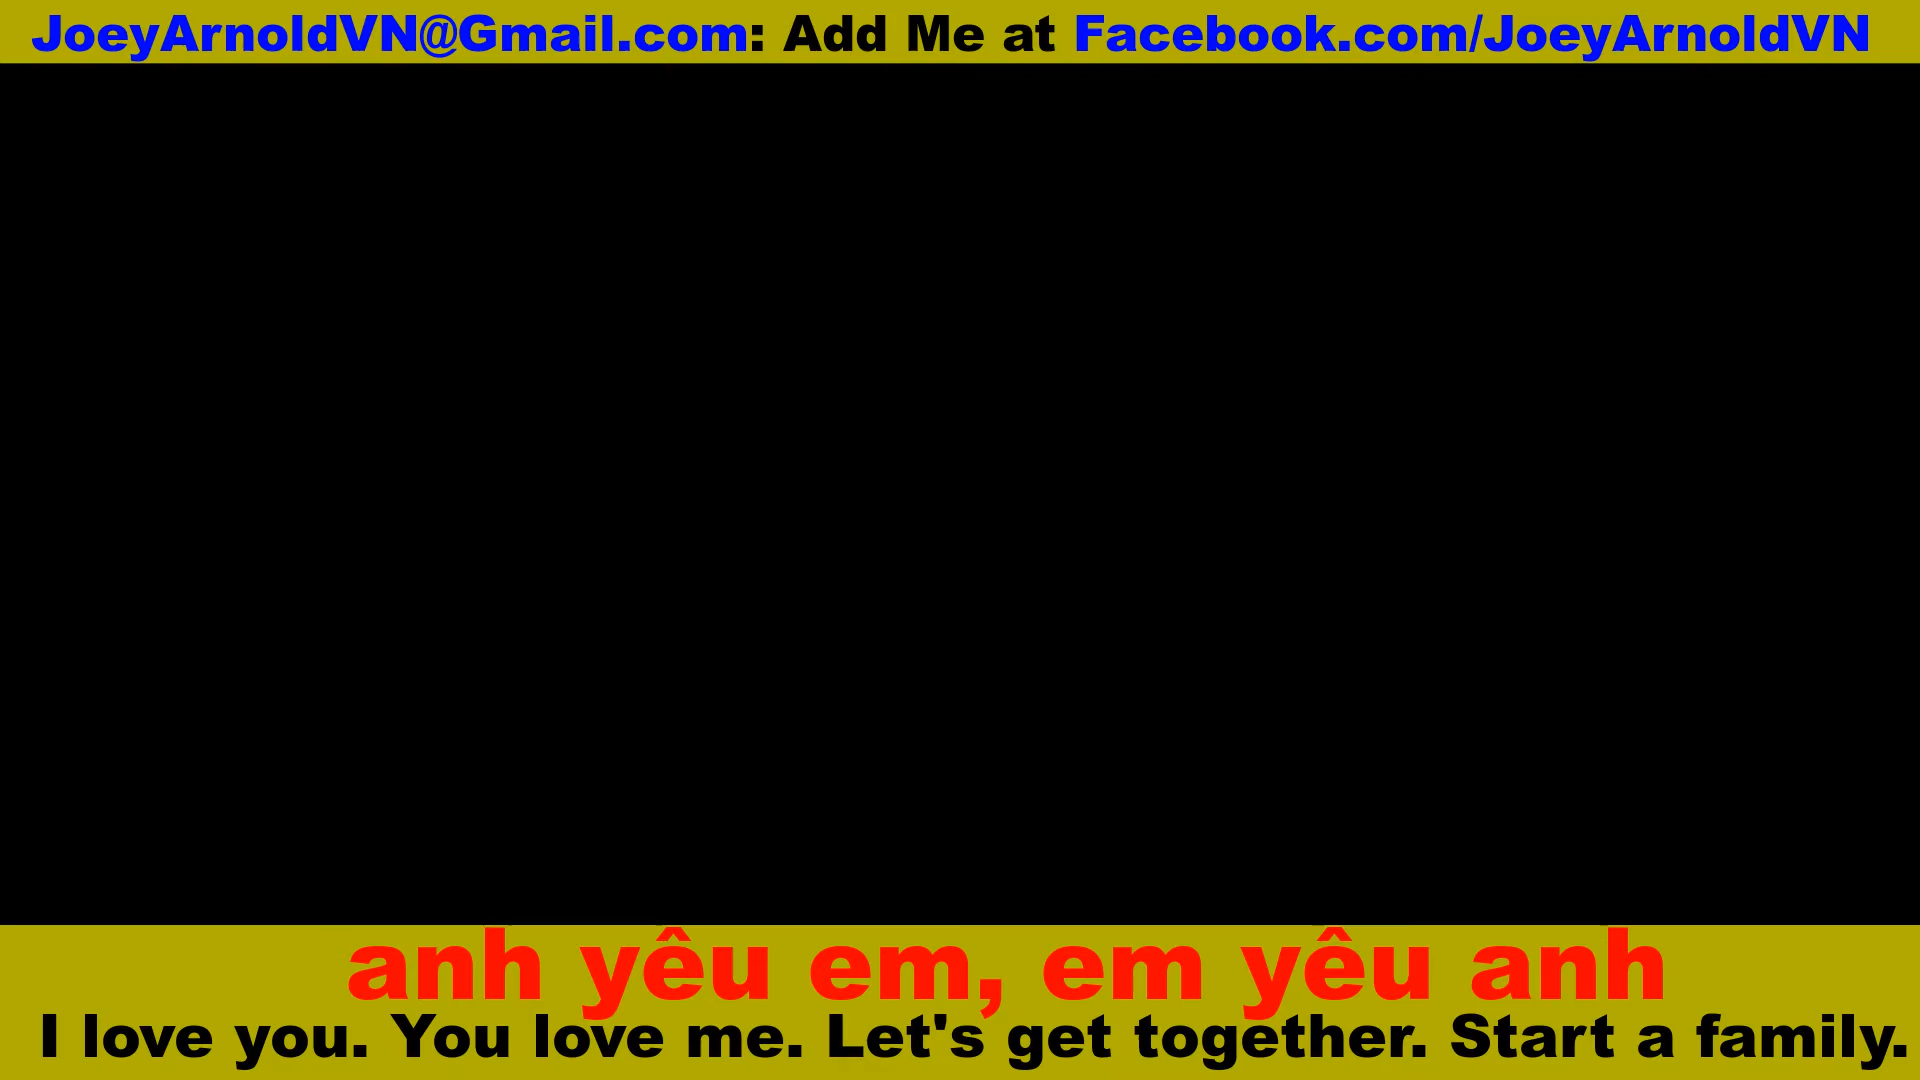 JoeyArnoldVN@Gmail.com: Add Me at Facebook.com/JoeyArnoldVN
anh yêu em, em yêu anh
I love you. You love me. Let's get together. Start a family.